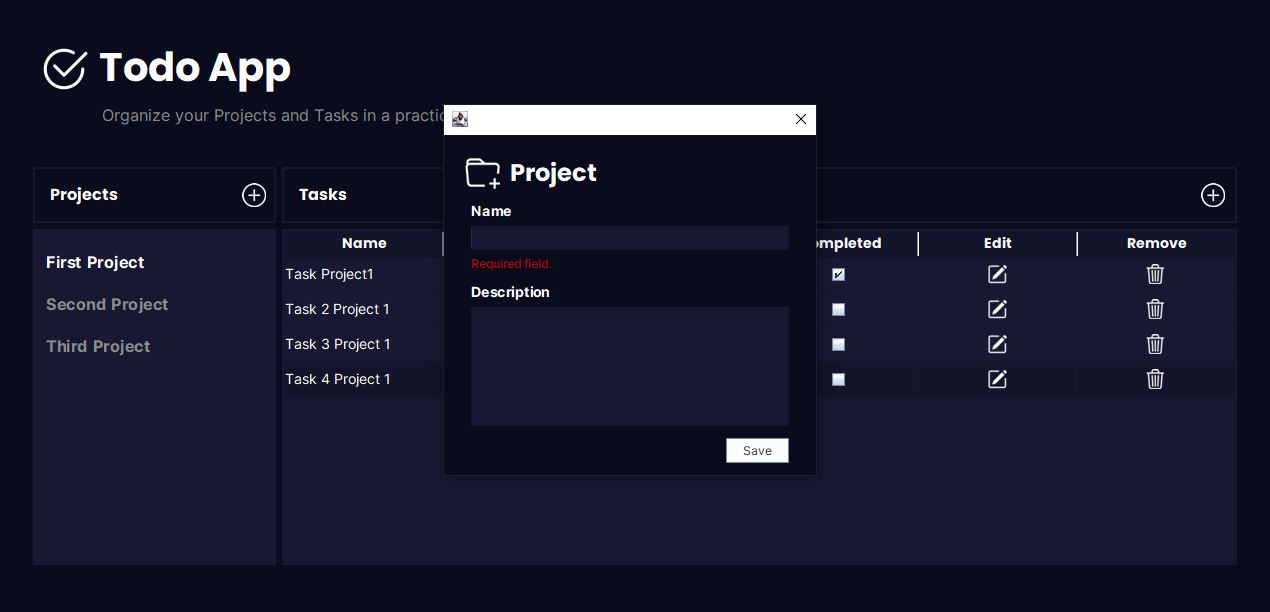 Todo App
Organize your Projects and Tasks in a
Project
Name
Required field.
Description
Save
Projects
First Project
Second Project
Third Project
Tasks
Name
Edit
Remove
Task Project1
Task 2 Project 1
Task 3 Project 1
Task 4 Project 1